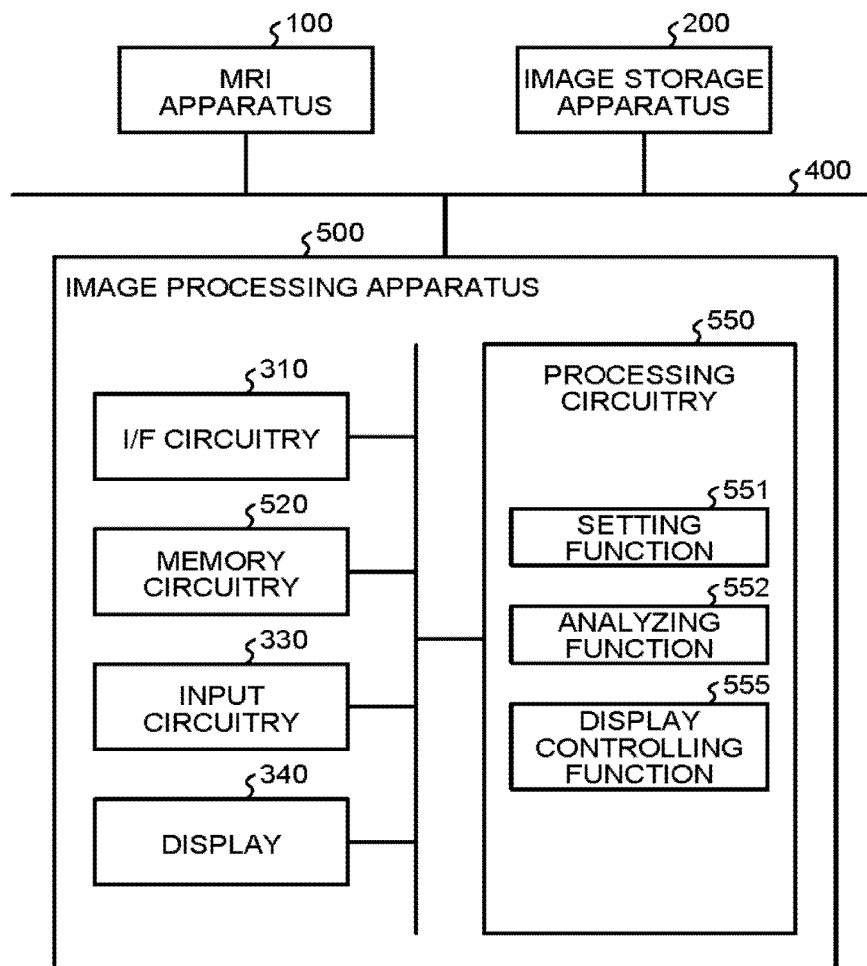 100
MRI
APPARATUS
200
IMAGE STORAGE
APPARATUS
400
500
IMAGE PROCESSING APPARATUS
310
I/F CIRCUITRY
520
MEMORY
CIRCUITRY
330
INPUT
CIRCUITRY
340
DISPLAY
550
PROCESSING
CIRCUITRY
551
SETTING
FUNCTION
552
ANALYZING
FUNCTION
555
DISPLAY
CONTROLLING
FUNCTION